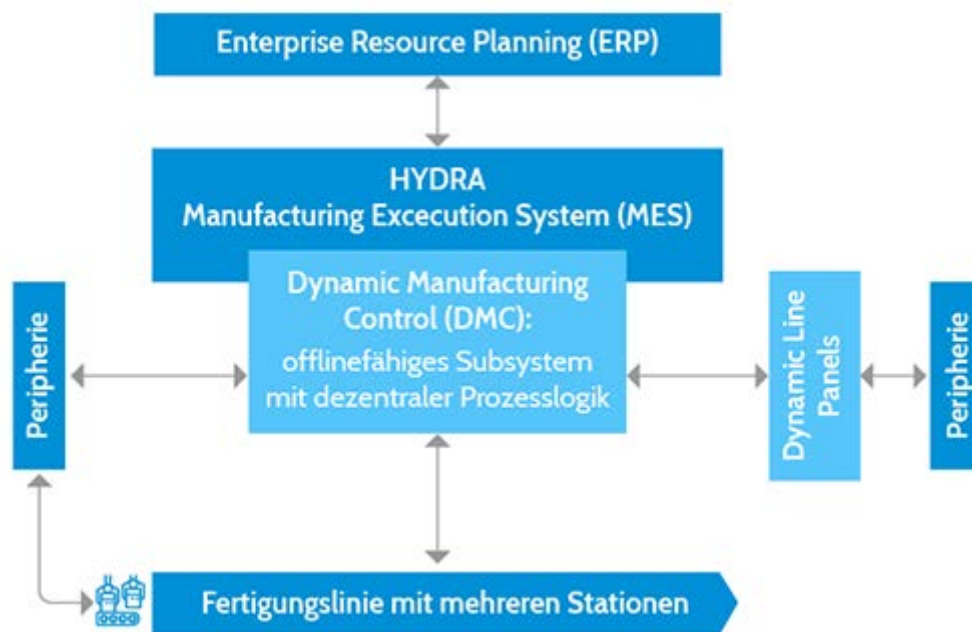 Enterprise Resource Planning (ERP)
HYDRA
Manufacturing Excecution System (MES)
Dynamic Manufacturing
Control (DMC):
offlinefähiges Subsystem
mit dezentraler Prozesslogik
Peripherie
Dynamic Line
Panels
Peripherie
Fertigungslinie mit mehreren Stationen